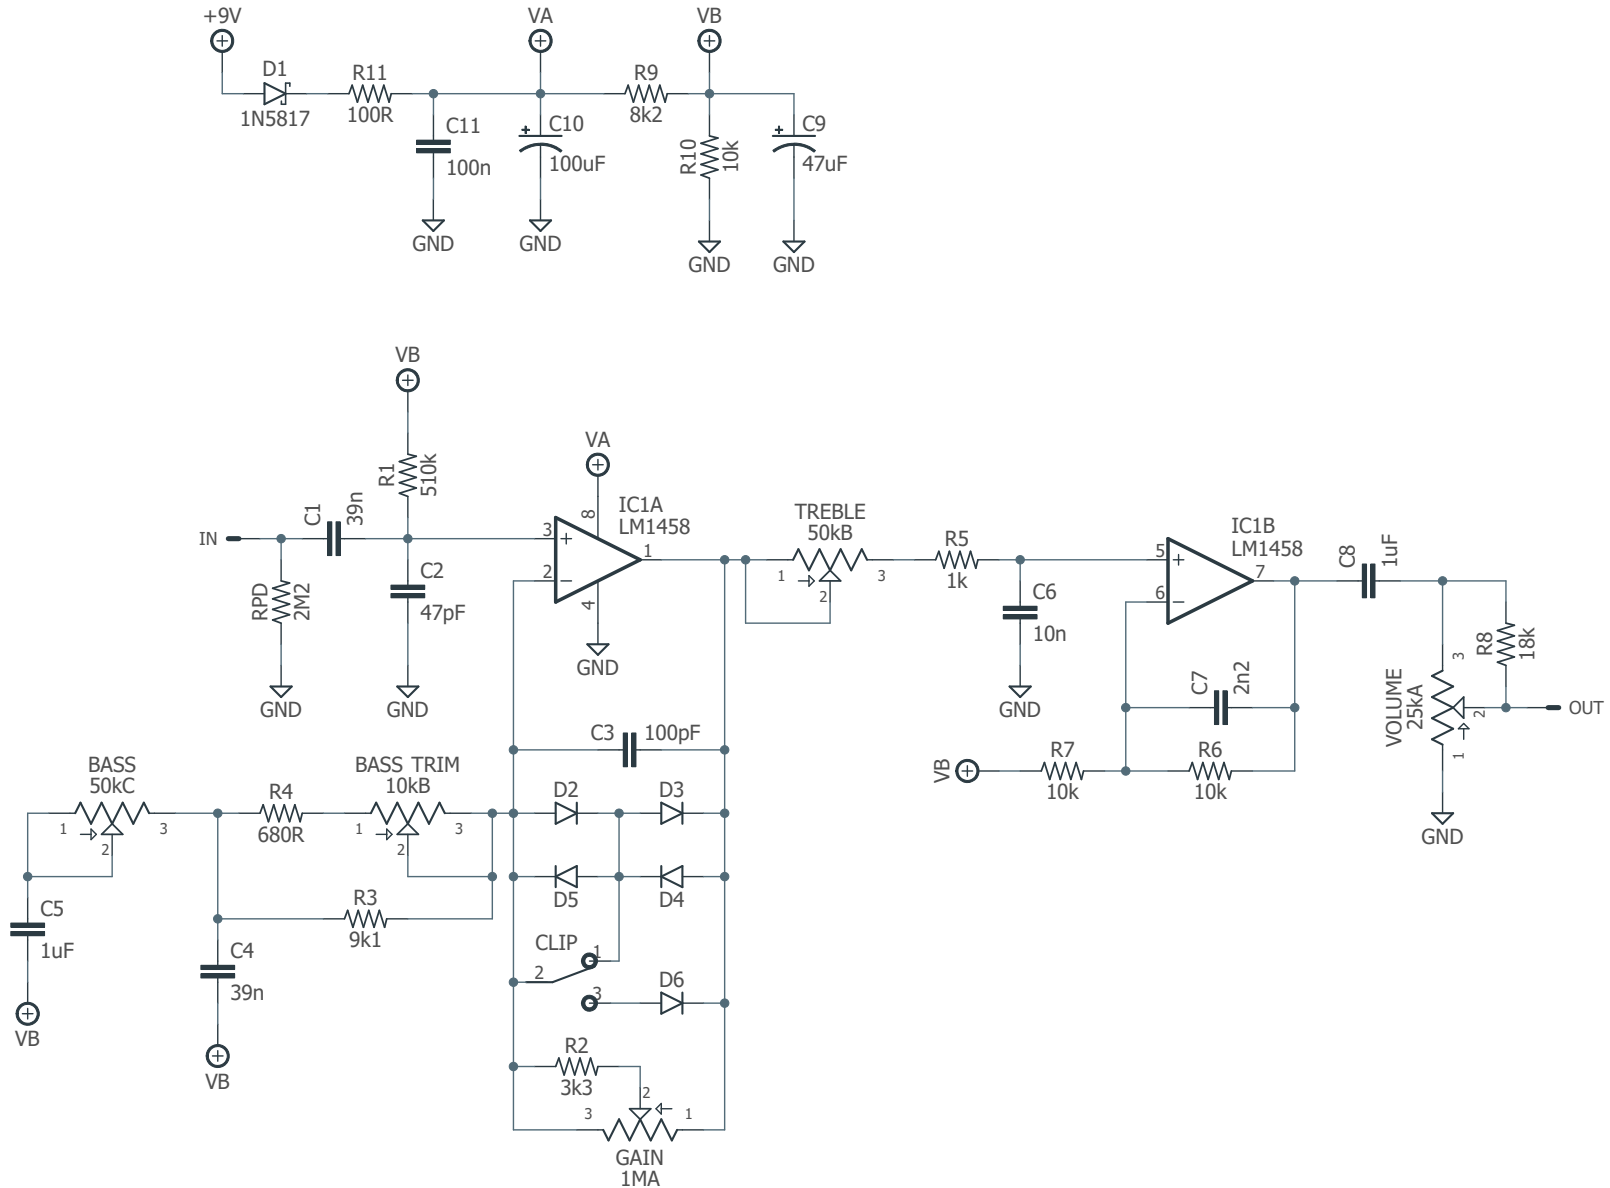 +9V
VA
VB
D1
1N5817
R11
100R
C11
100n
GND
+
C10
100uF
GND
R9
8k2
R10
10k
GND
+
C9
47uF
GND
VB
R1
510k
IN
C1
39n
RPD
2M2
GND
C2
47pF
GND
VA
IC1A
LM1458
3
+
2
−
8
4
1
GND
TREBLE
50kB
1
2
3
R5
1k
C6
10n
GND
IC1B
LM1458
5
+
6
−
7
C8
1uF
C7
2n2
VB
R7
10k
R6
10k
VOLUME
25kA
3
2
1
R8
18k
OUT
GND
C3
100pF
BASS
50kC
1
2
3
R4
680R
BASS TRIM
10kB
1
2
3
R3
9k1
C5
1uF
VB
C4
39n
VB
D2
D3
D5
D4
CLIP
1
2
3
D6
R2
3k3
3
2
1
GAIN
1MA